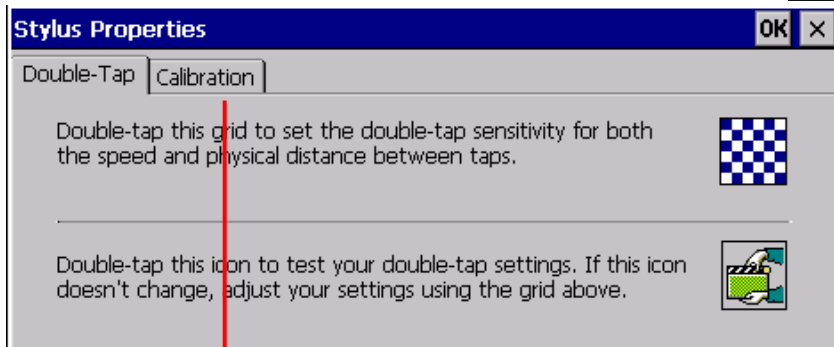 Stylus Properties OK ×
Double-Tap Calibration
Double-tap this grid to set the double-tap sensitivity for both
the speed and physical distance between taps.
Double-tap this icon to test your double-tap settings. If this icon
doesn't change, adjust your settings using the grid above.